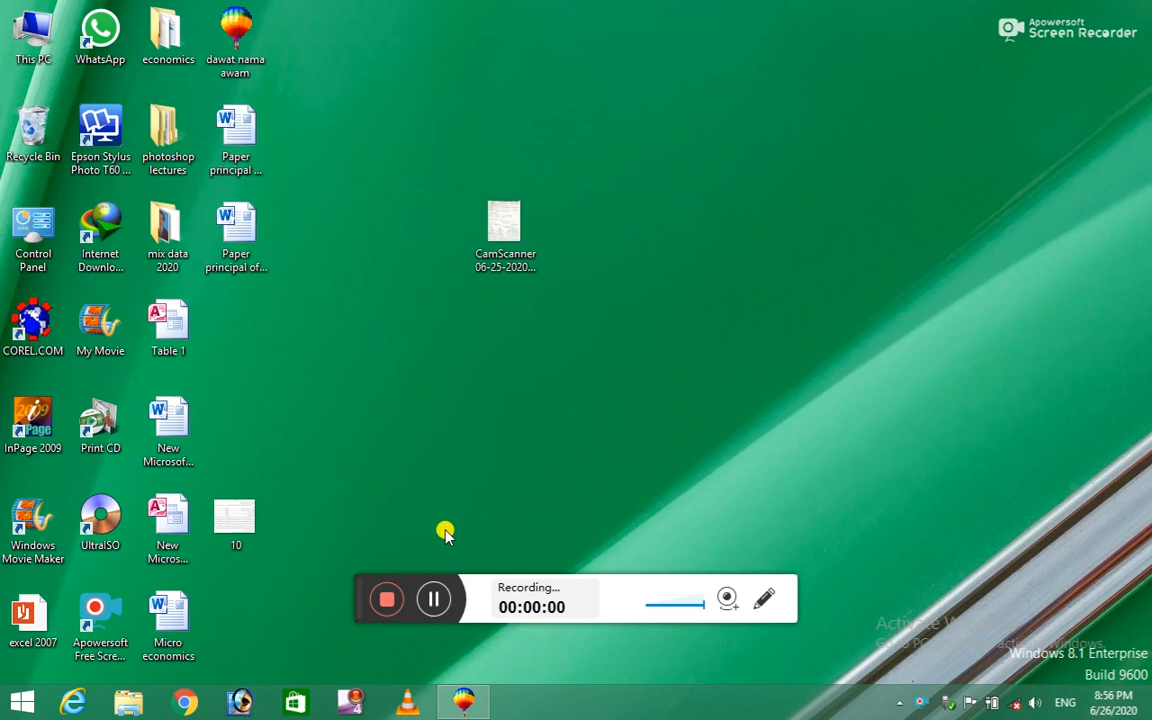 Apowersoft
Screen Recorder
This PC
WhatsApp
economics
dawat nama
awam
Recycle Bin
Epson Stylus
Photo T60 ...
photoshop
lectures
Paper
principal ...
Control
Panel
Internet
Downlo...
mix data
2020
Paper
principal of...
CamScanner
06-25-2020...
COREL.COM
My Movie
Table 1
2009
InPage
InPage 2009
Print CD
New
Microsof...
Windows
Movie Maker
UltraISO
New
Micros...
10
excel 2007
Apowersoft
Free Scre...
Micro
economics
Recording...
00:00:00
Windows 8.1 Enterprise
Build 9600
ENG
8:56 PM
6/26/2020